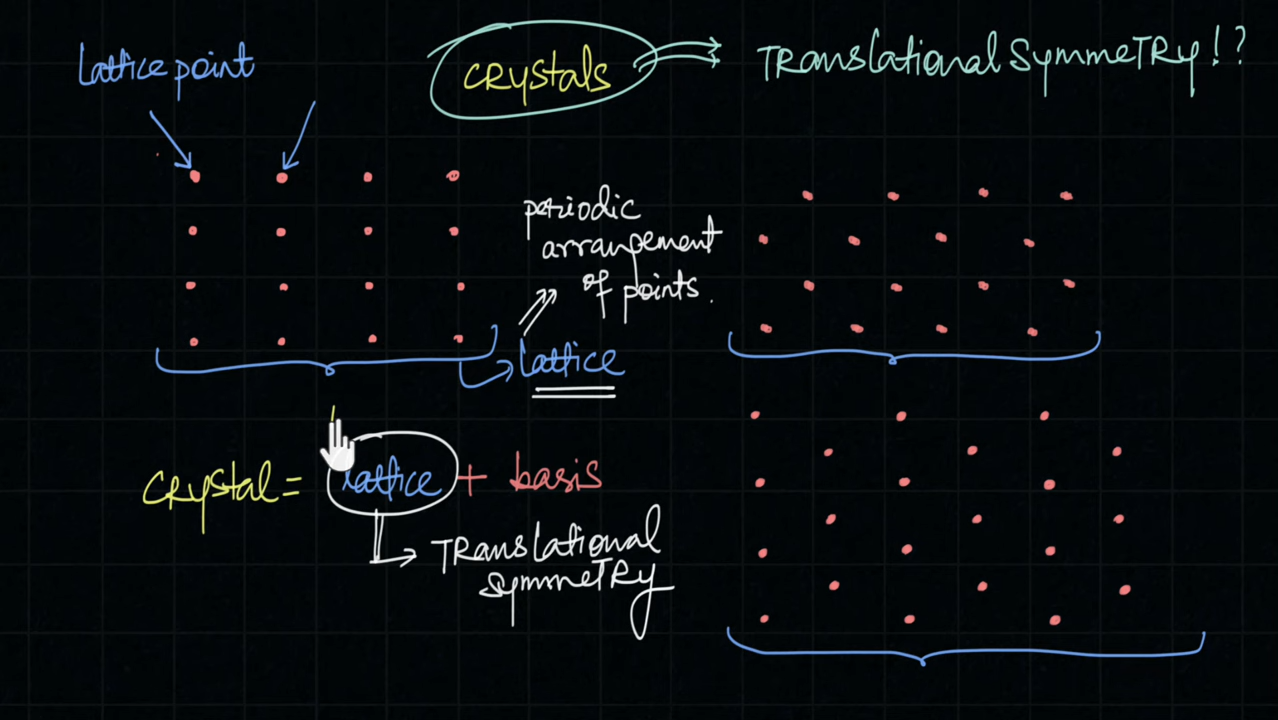 Lattice point
CRYstals
TRanslational SymmeTRy!?
periodic
arrangement
of points.
lattice
CRYstal = lattice + basis
TRanslational
symmeTRy